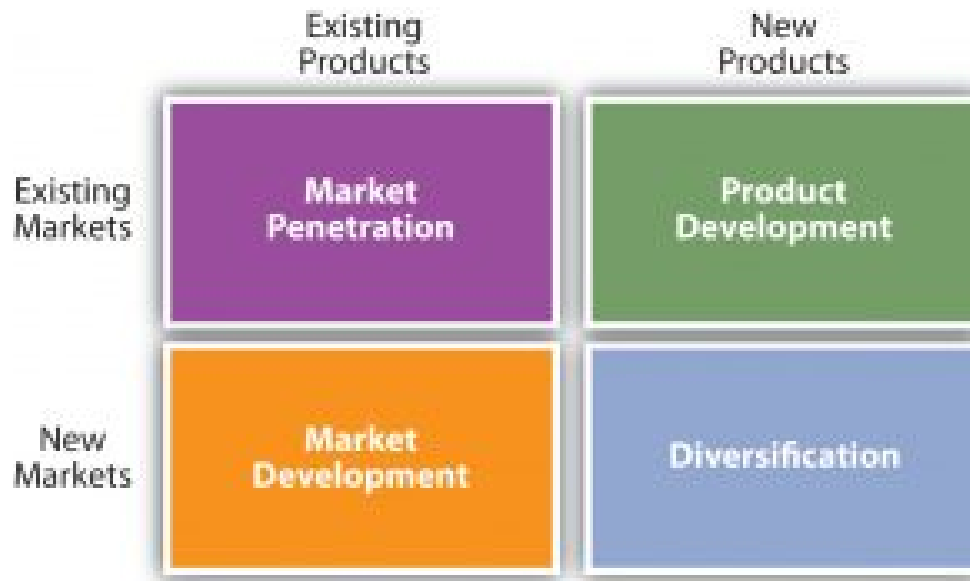 Existing
Products
New
Products
Existing
Markets
Market
Penetration
Product
Development
New
Markets
Market
Development
Diversification